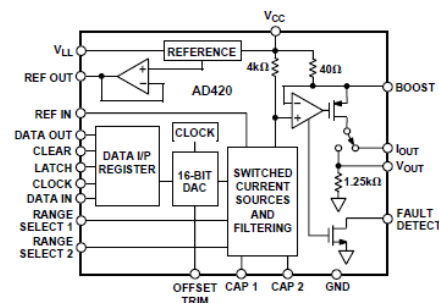 VCC
VLL
REFERENCE
4kΩ
40Ω
REF OUT
AD420
BOOST
REF IN
DATA OUT
CLEAR
LATCH
CLOCK
DATA IN
DATA I/P
REGISTER
CLOCK
16-BIT
DAC
SWITCHED
CURRENT
SOURCES
AND
FILTERING
IOUT
VOUT
1.25kΩ
FAULT
DETECT
RANGE
SELECT 1
RANGE
SELECT 2
OFFSET
TRIM
CAP 1
CAP 2
GND